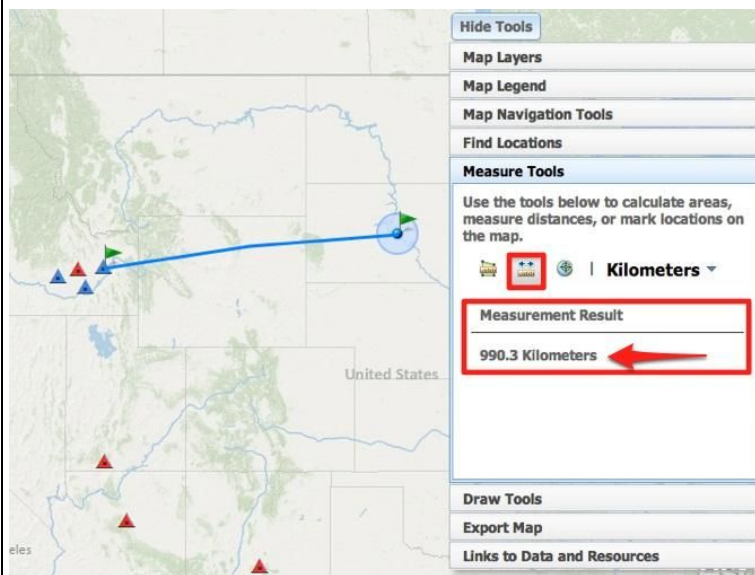 Hide Tools
Map Layers
Map Legend
Map Navigation Tools
Find Locations
Measure Tools
Use the tools below to calculate areas,
measure distances, or mark locations on
the map.
Kilometers
Measurement Result
990.3 Kilometers
United States
Draw Tools
Export Map
eles
Links to Data and Resources